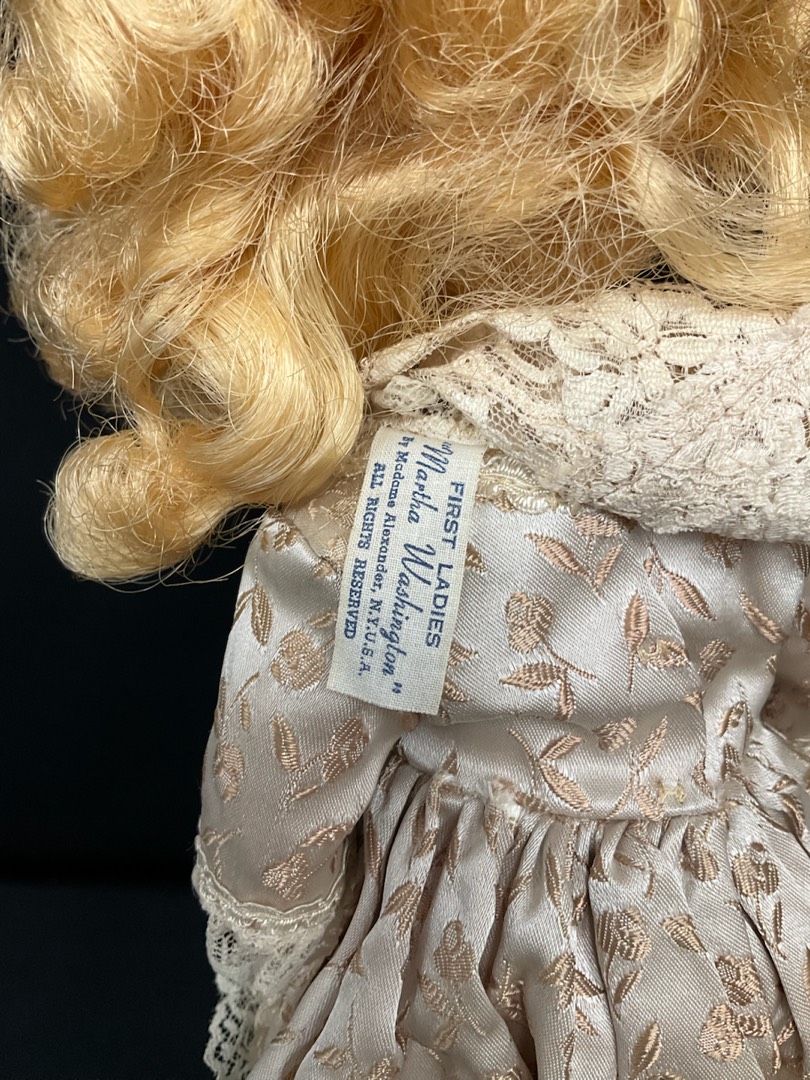 FIRST LADIES
"Martha Washington"
By Madame Alexander, N.Y. U.S.A.
ALL RIGHTS RESERVED